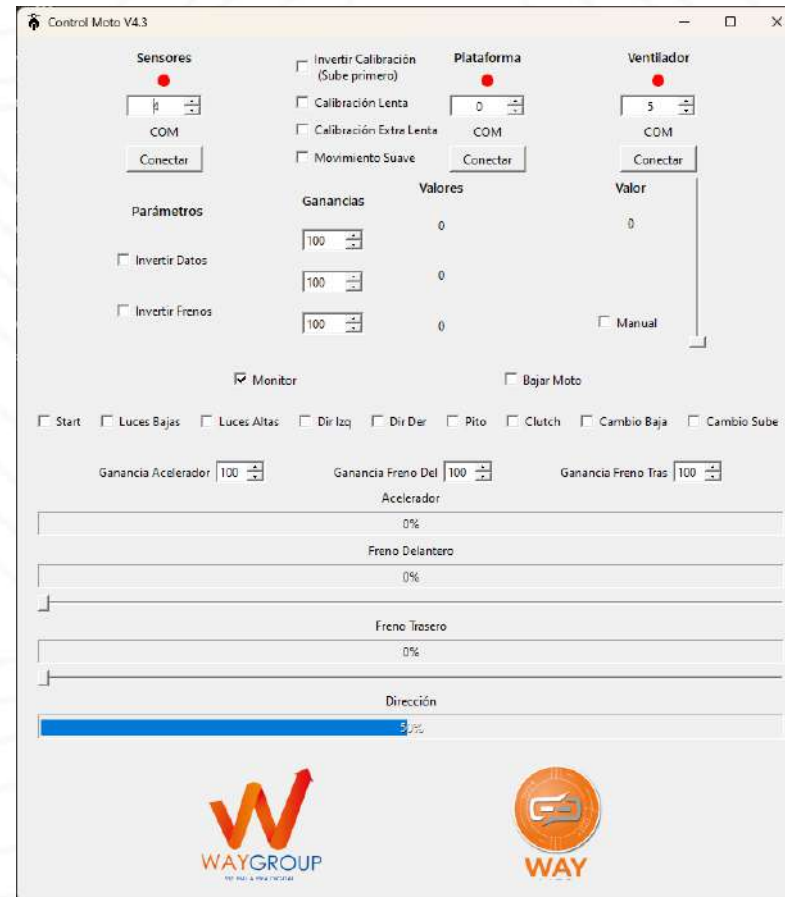 Control Moto V4.3
Sensores
COM
Conectar
Invertir Calibración
(Sube primero)
Calibración Lenta
Calibración Extra Lenta
Movimiento Suave
Plataforma
0
COM
Conectar
Ventilador
5
COM
Conectar
Parámetros
Invertir Datos
Invertir Frenos
Ganancias
100
100
100
Valores
0
0
0
Valor
0
Manual
Monitor
Bajar Moto
Start Luces Bajas Luces Altas Dir Izq Dir Der Pito Clutch Cambio Baja Cambio Sube
Ganancia Acelerador 100 Ganancia Freno Del 100 Ganancia Freno Tras 100
Acelerador
0%
Freno Delantero
0%
Freno Trasero
0%
Dirección
50%
WAYGROUP
WAY